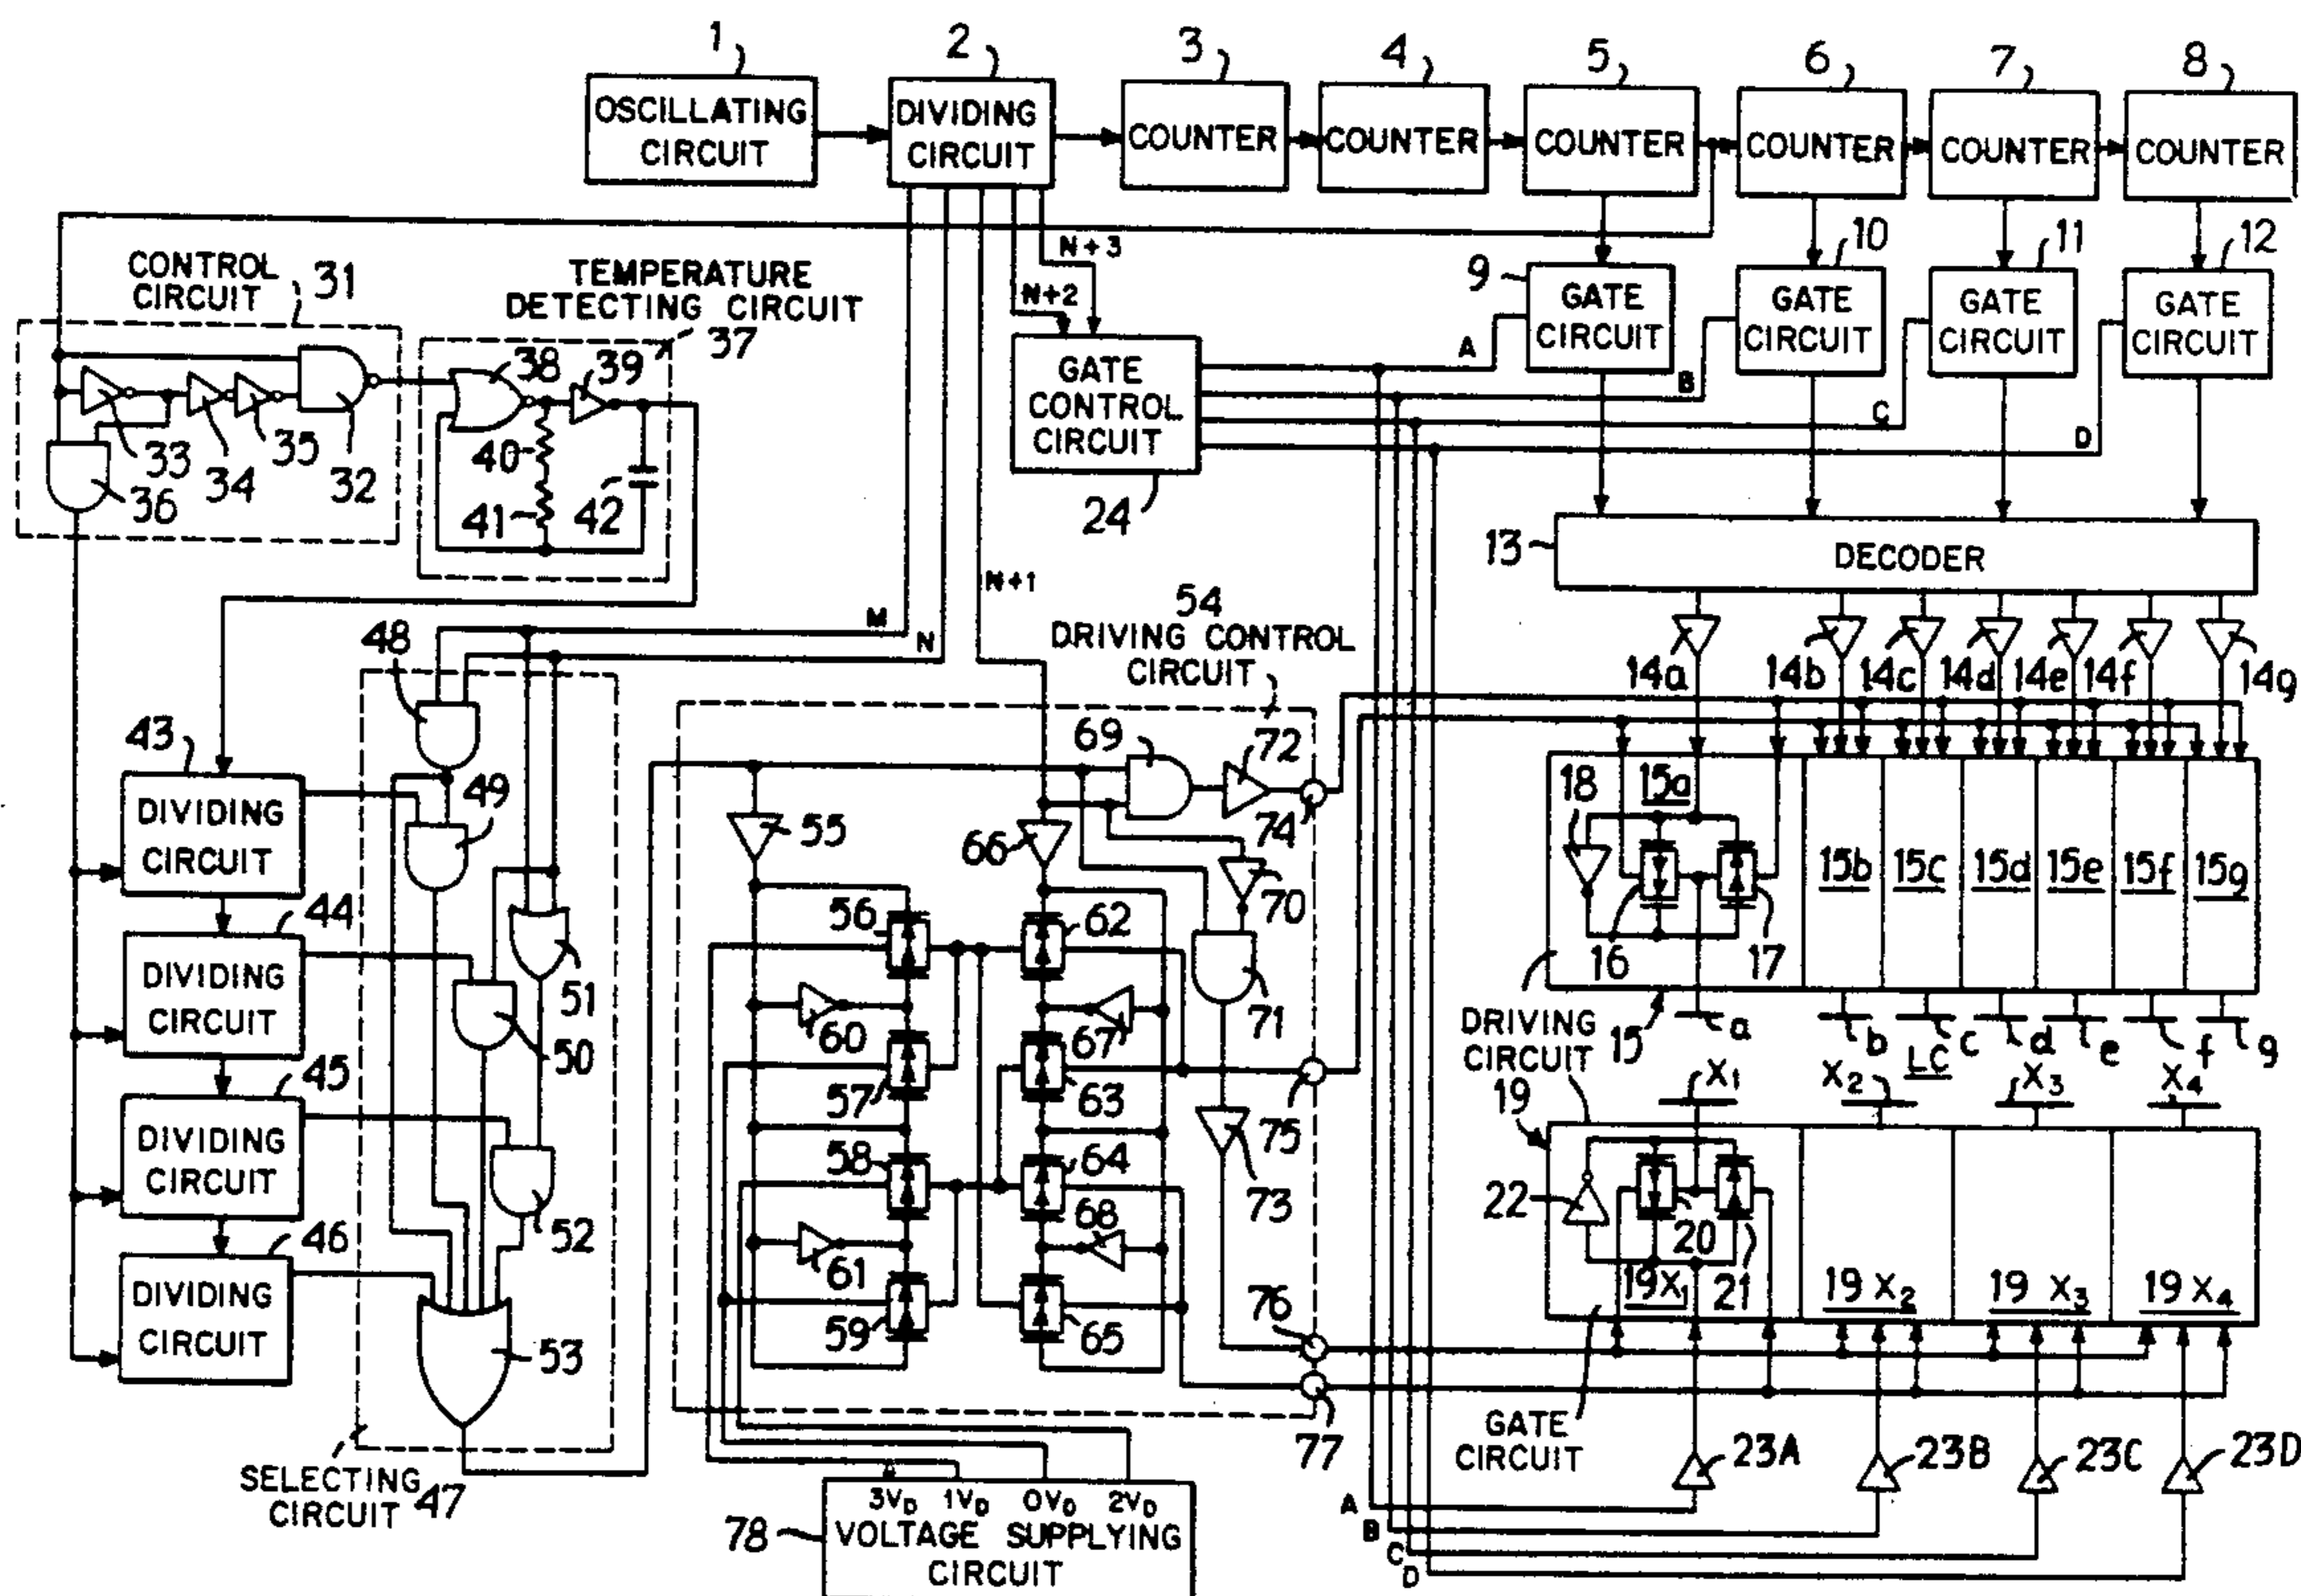 1
2
3
4
5
6
7
8
OSCILLATING
CIRCUIT
DIVIDING
CIRCUIT
COUNTER
COUNTER
COUNTER
COUNTER
COUNTER
COUNTER
N+3
N+2
CONTROL
CIRCUIT
31
TEMPERATURE
DETECTING CIRCUIT
37
9
10
11
12
GATE
CIRCUIT
GATE
CIRCUIT
GATE
CIRCUIT
GATE
CIRCUIT
A
B
C
D
GATE
CONTROL
CIRCUIT
24
38
39
33
34
35
32
36
40
41
42
13
DECODER
N+1
M
N
54
DRIVING CONTROL
CIRCUIT
14a
14b
14c
14d
14e
14f
14g
48
43
DIVIDING
CIRCUIT
49
44
DIVIDING
CIRCUIT
51
50
45
DIVIDING
CIRCUIT
52
46
DIVIDING
CIRCUIT
53
SELECTING
CIRCUIT
47
69
72
74
55
66
70
56
62
71
60
67
57
63
75
58
64
73
68
61
59
65
76
77
18
15a
15b
15c
15d
15e
15f
15g
16
17
DRIVING
CIRCUIT
15
a
b
c
d
e
f
g
LC
X1
X2
X3
X4
19
22
20
21
19X1
19 X2
19 X3
19 X4
GATE
CIRCUIT
23A
23B
23C
23D
A
B
C
D
3VD
1VD
0VD
2VD
78
VOLTAGE SUPPLYING
CIRCUIT